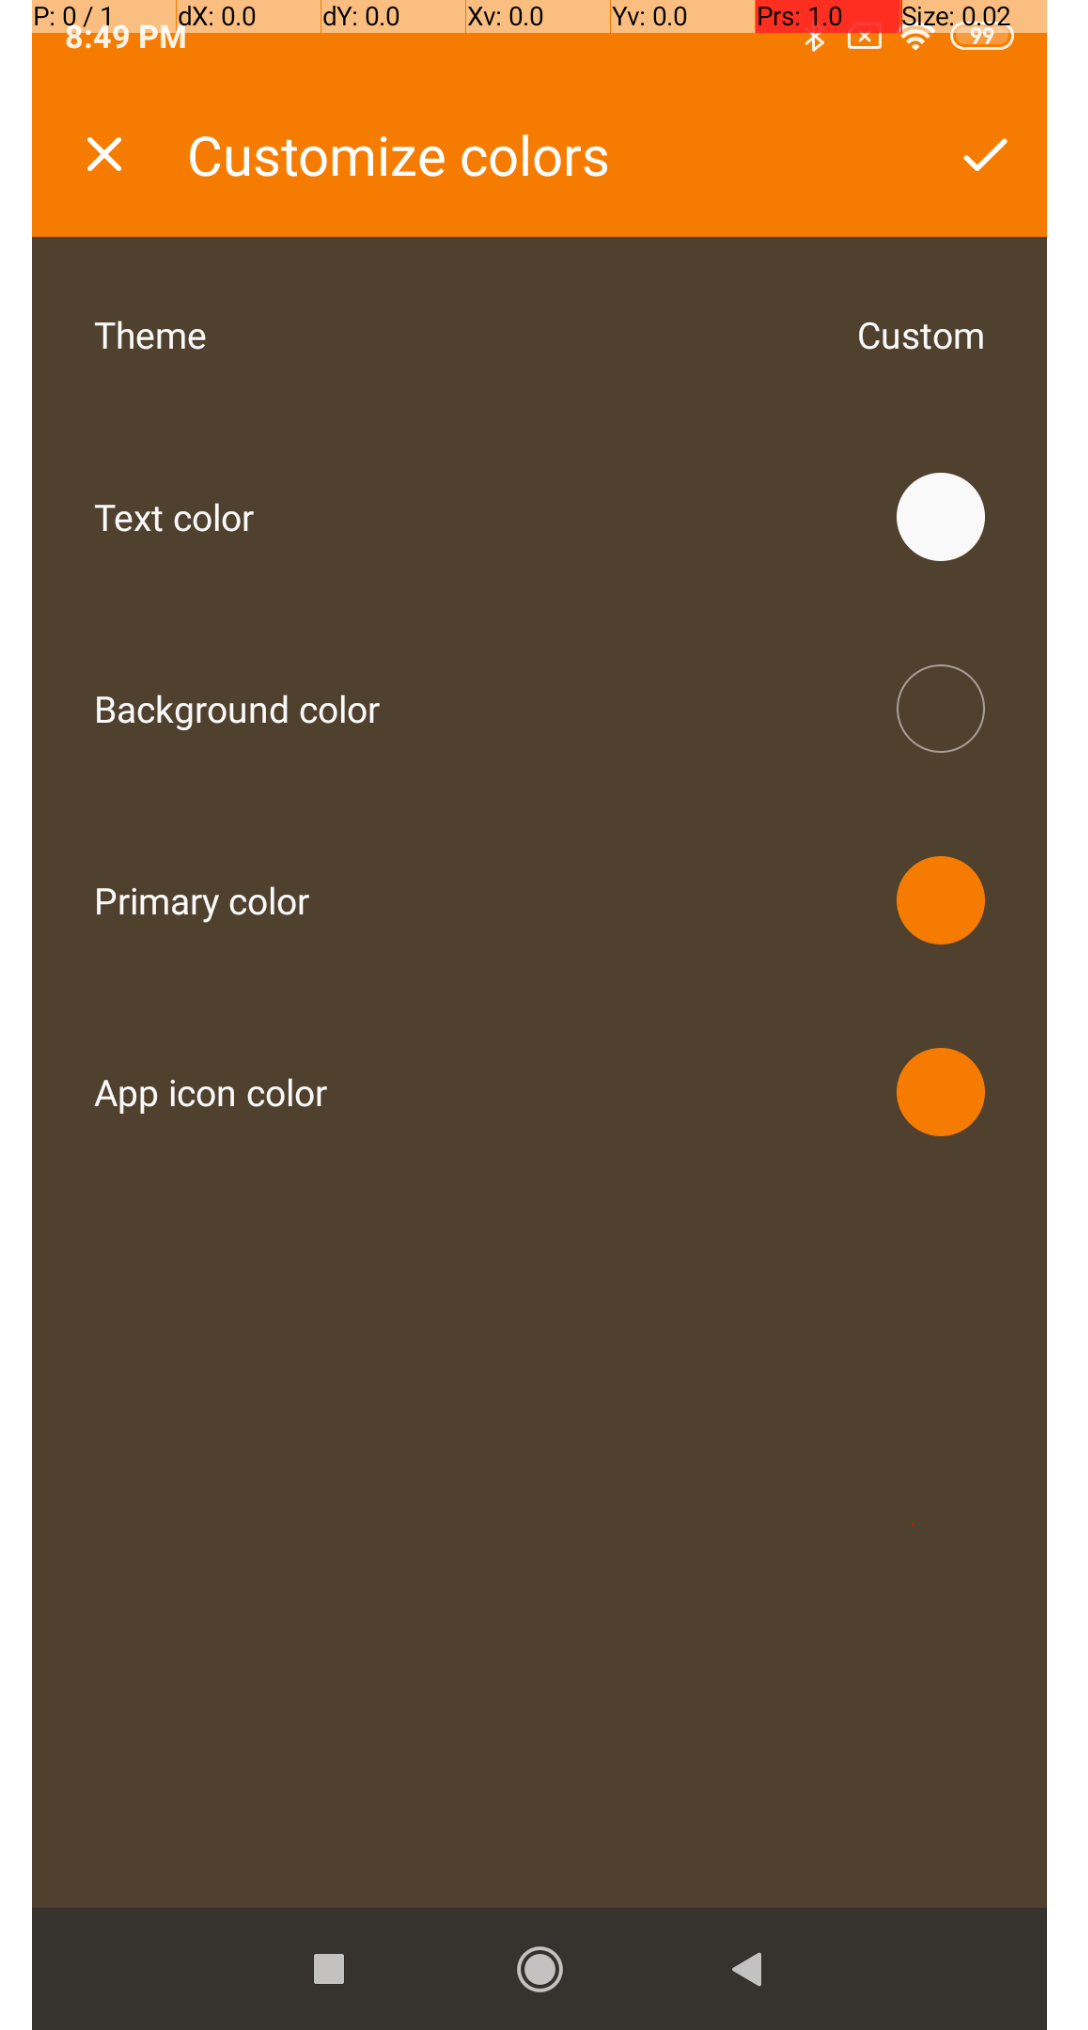 P: 0 / 1 dX: 0.0 dY: 0.0 Xv: 0.0 Yv: 0.0 Prs: 1.0 Size: 0.02
8:49 PM 99
Customize colors
Theme Custom
Text color
Background color
Primary color
App icon color